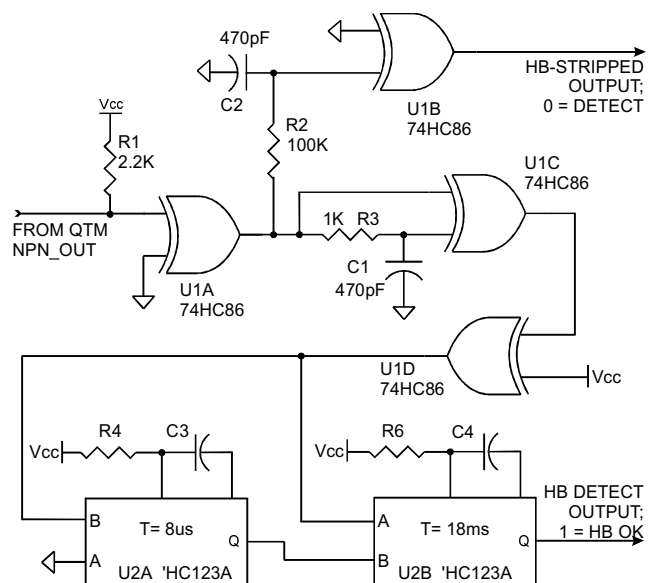 470pF
C2
U1B
74HC86
HB-STRIPPED
OUTPUT;
0 = DETECT
Vcc
R1
2.2K
R2
100K
U1C
74HC86
FROM QTM
NPN_OUT
1K R3
C1
470pF
U1A
74HC86
U1D
74HC86
Vcc
R4
C3
Vcc
R6
C4
Vcc
HB DETECT
OUTPUT;
1 = HB OK
B
T= 8us
A
Q
U2A 'HC123A
A
T= 18ms
B
Q
U2B 'HC123A